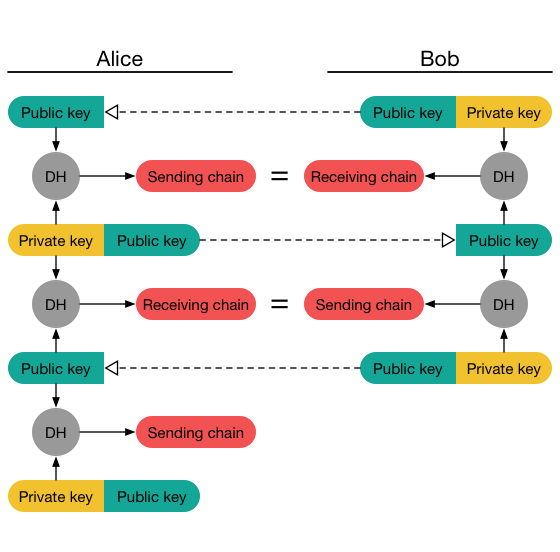 Alice
Bob
Public key
Public key
Private key
DH
Sending chain
=
Receiving chain
DH
Private key
Public key
Public key
DH
Receiving chain
=
Sending chain
DH
Public key
Public key
Private key
DH
Sending chain
Private key
Public key